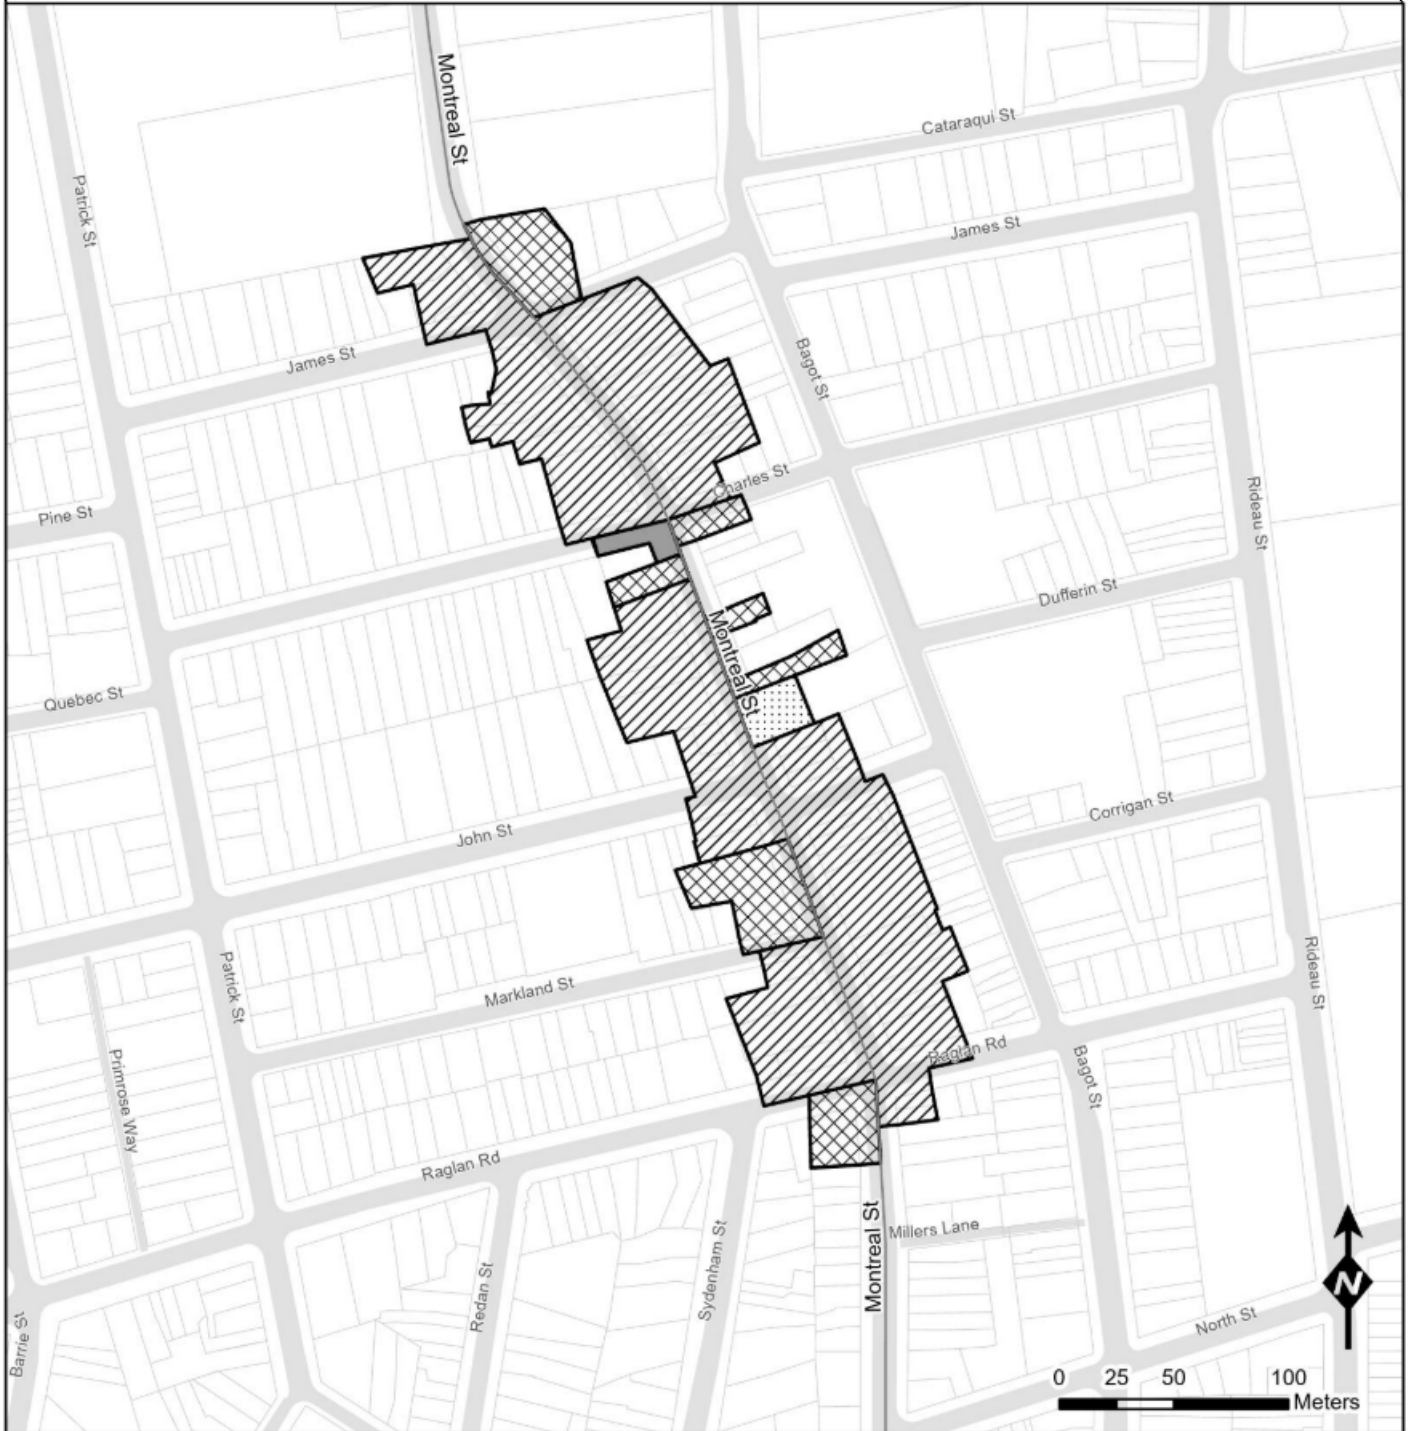 Montreal St
Cataraqui St
Patrick St
James St
James St
Bagot St
Charles St
Pine St
Rideau St
Dufferin St
Montreal St
Quebec St
Corrigan St
John St
Patrick St
Markland St
Rideau St
Raglan Rd
Primrose Way
Bagot St
Raglan Rd
Millers Lane
Montreal St
Sydenham St
Redan St
N
North St
Barrie St
0 25 50 100
Meters